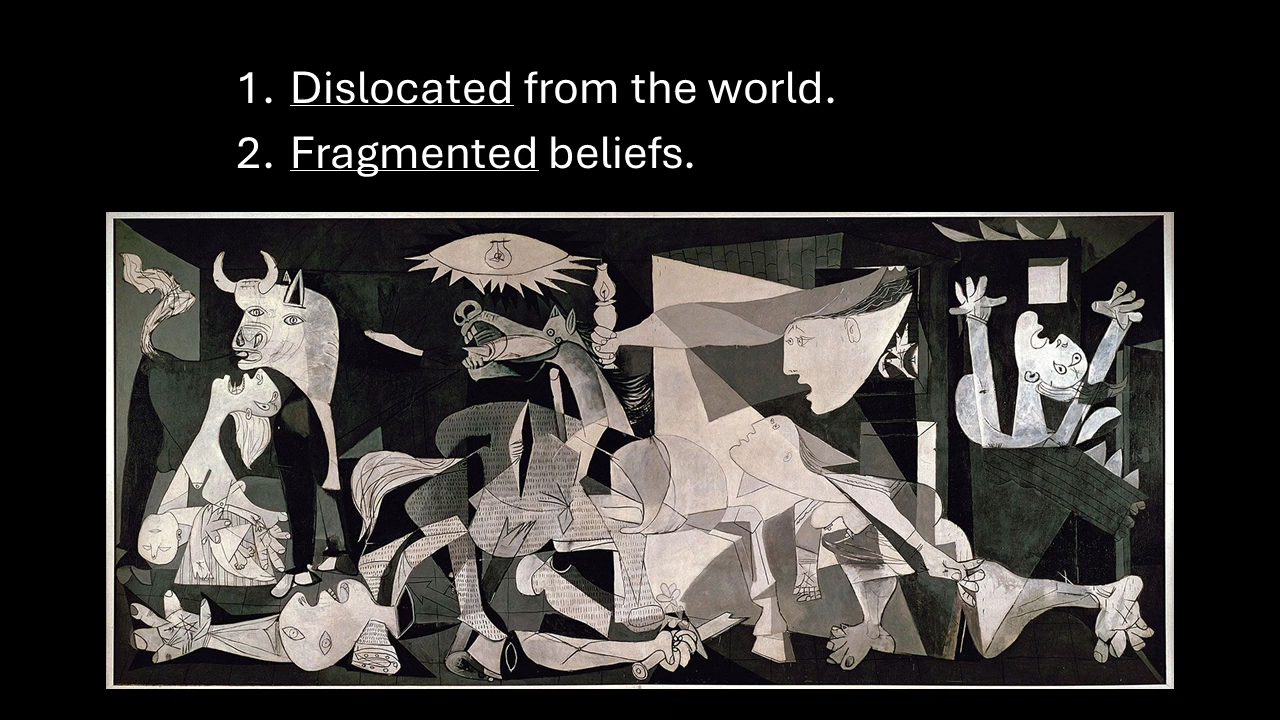 1. Dislocated from the world.
2. Fragmented beliefs.